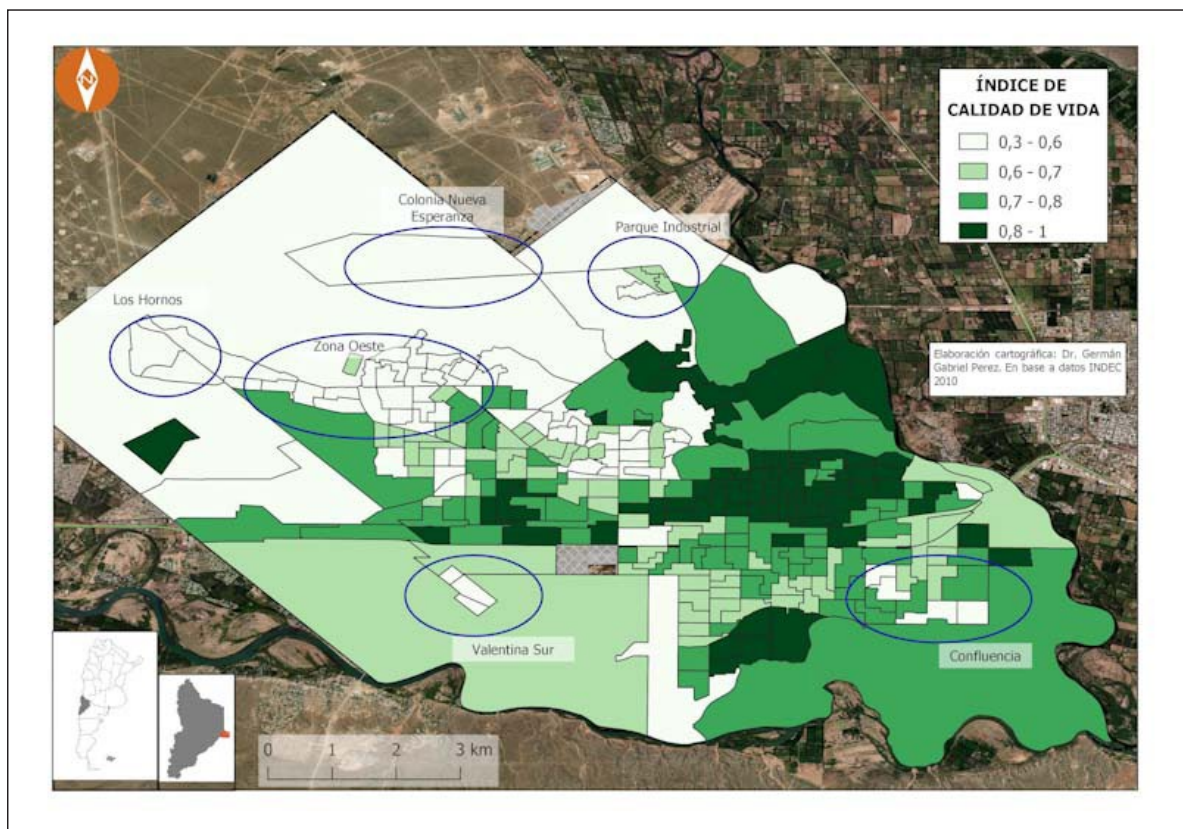 N
ÍNDICE DE
CALIDAD DE VIDA
0,3 - 0,6
0,6 - 0,7
0,7 - 0,8
0,8 - 1
Colonia Nueva
Esperanza
Parque Industrial
Los Hornos
Zona Oeste
Elaboración cartográfica: Dr. Germán
Gabriel Perez. En base a datos INDEC
2010
Valentina Sur
Confluencia
0 1 2 3 km